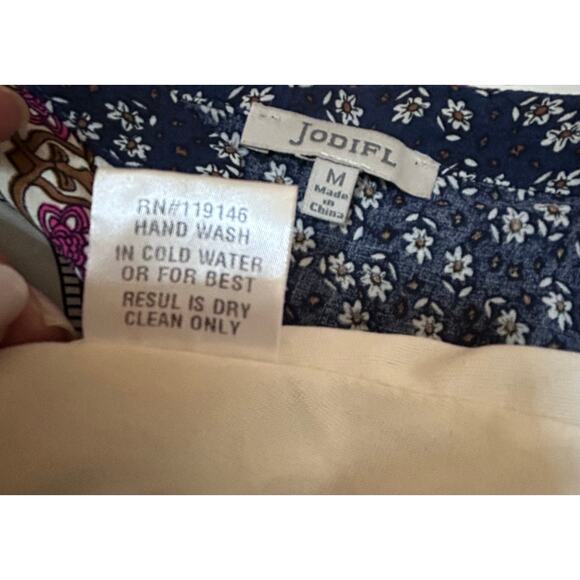 JODIFL
M
Made in
China
RN#119146
HAND WASH
IN COLD WATER
OR FOR BEST
RESUL IS DRY
CLEAN ONLY